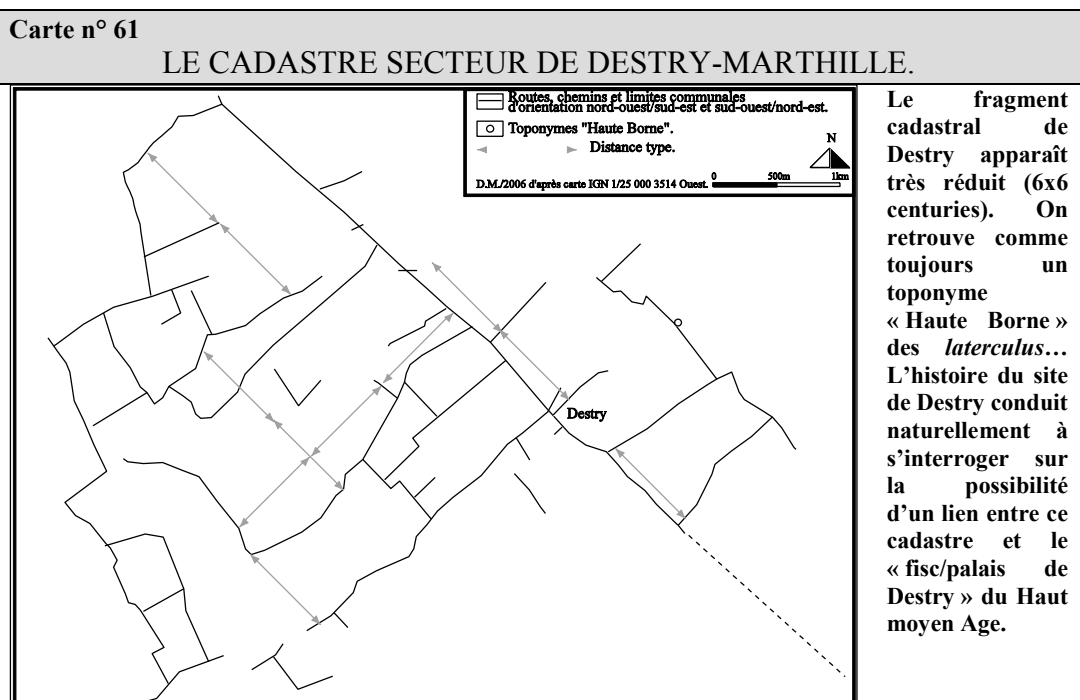 Carte n° 61
LE CADASTRE SECTEUR DE DESTRY-MARTHILLE.
Routes, chemins et limites communales
d'orientation nord-ouest/sud-est et sud-ouest/nord-est.
Toponymes "Haute Borne".
Distance type.
N
0 500m 1km
D.M./2006 d'après carte IGN 1/25 000 3514 Ouest.
Destry
Le fragment
cadastral de
Destry apparaît
très réduit (6x6
centuries). On
retrouve comme
toujours un
toponyme
« Haute Borne »
des laterculus…
L'histoire du site
de Destry conduit
naturellement à
s'interroger sur
la possibilité
d'un lien entre ce
cadastre et le
« fisc/palais de
Destry » du Haut
moyen Age.